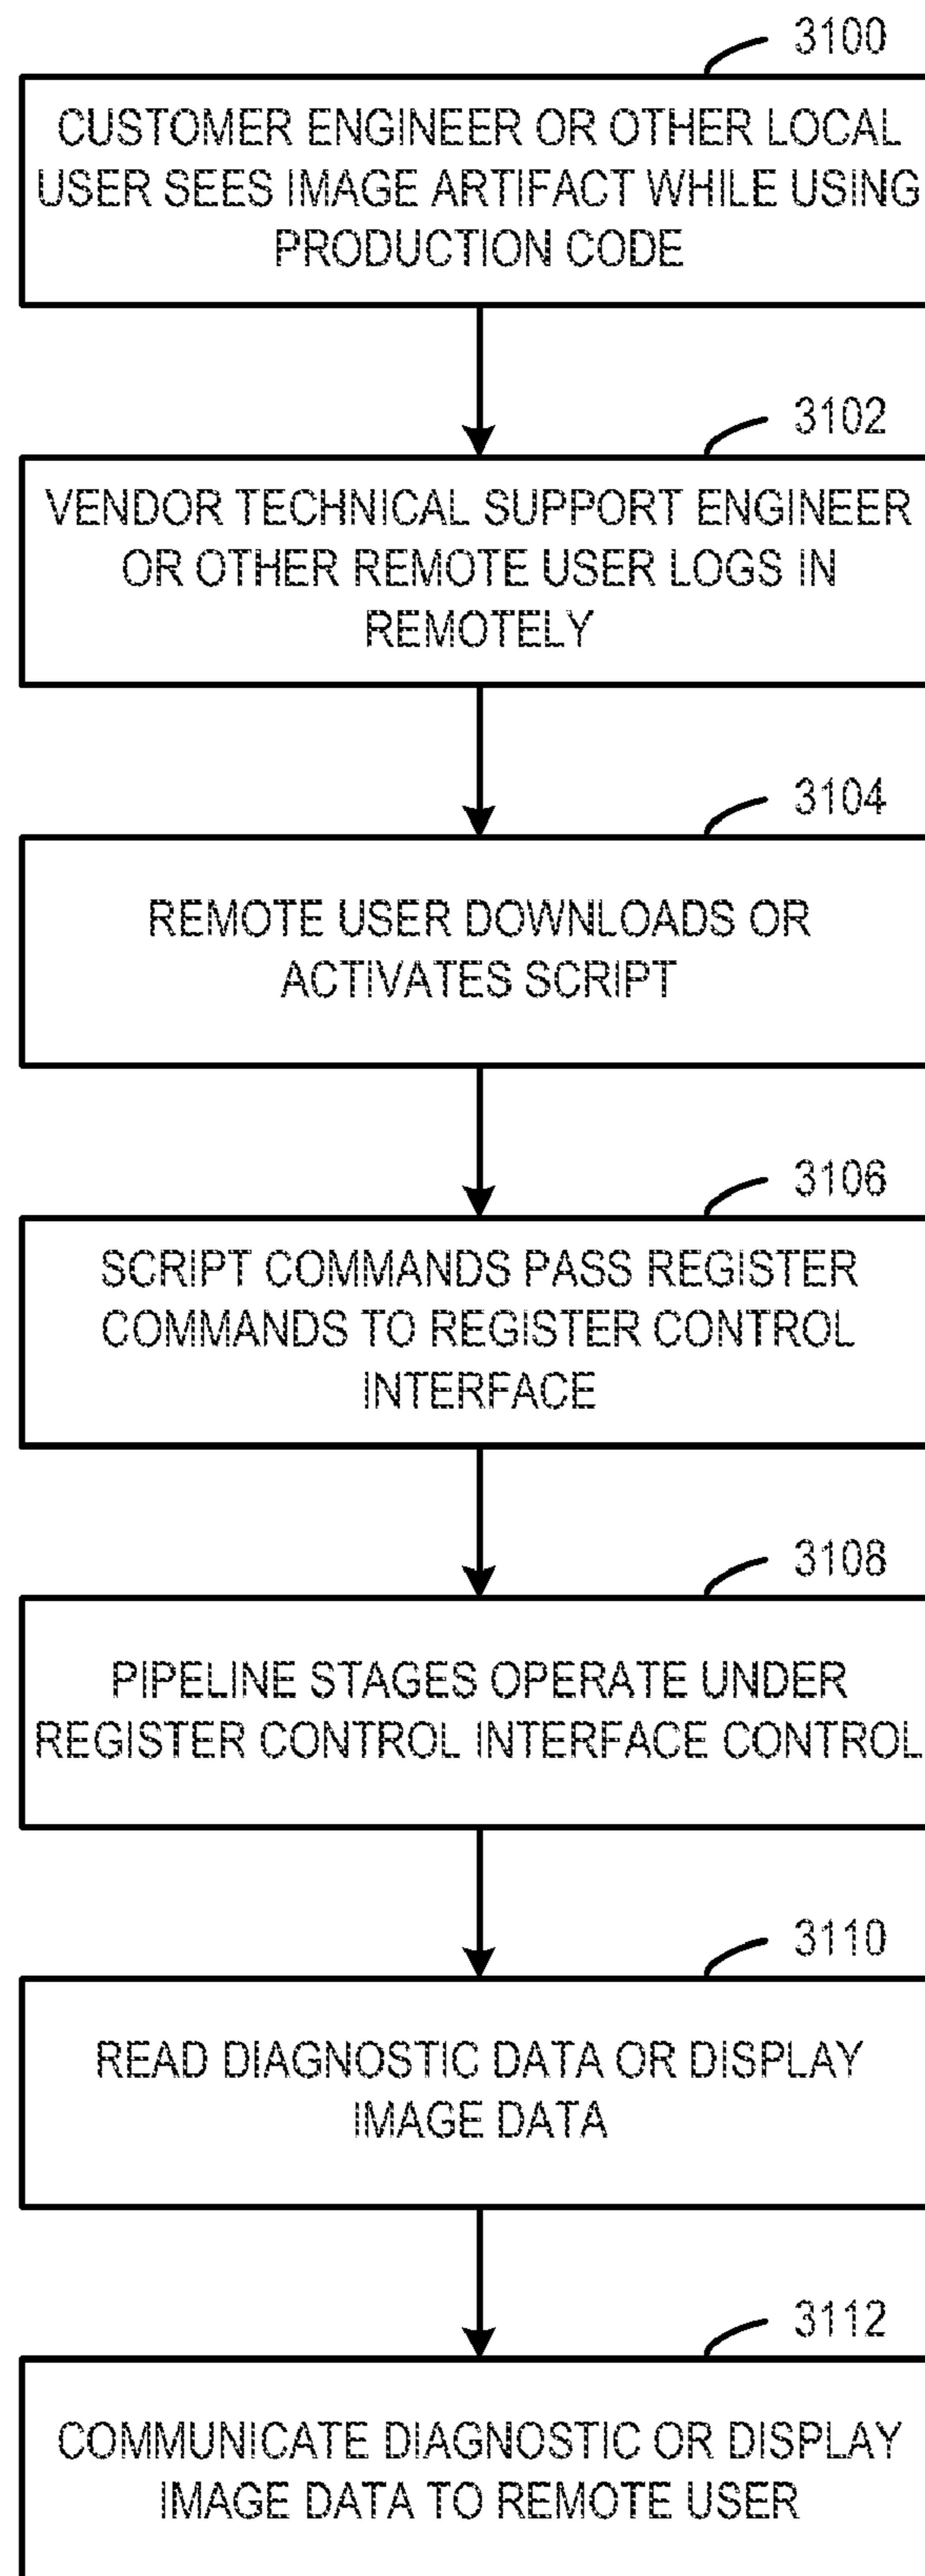 3100
CUSTOMER ENGINEER OR OTHER LOCAL
USER SEES IMAGE ARTIFACT WHILE USING
PRODUCTION CODE
3102
VENDOR TECHNICAL SUPPORT ENGINEER
OR OTHER REMOTE USER LOGS IN
REMOTELY
3104
REMOTE USER DOWNLOADS OR
ACTIVATES SCRIPT
3106
SCRIPT COMMANDS PASS REGISTER
COMMANDS TO REGISTER CONTROL
INTERFACE
3108
PIPELINE STAGES OPERATE UNDER
REGISTER CONTROL INTERFACE CONTROL
3110
READ DIAGNOSTIC DATA OR DISPLAY
IMAGE DATA
3112
COMMUNICATE DIAGNOSTIC OR DISPLAY
IMAGE DATA TO REMOTE USER